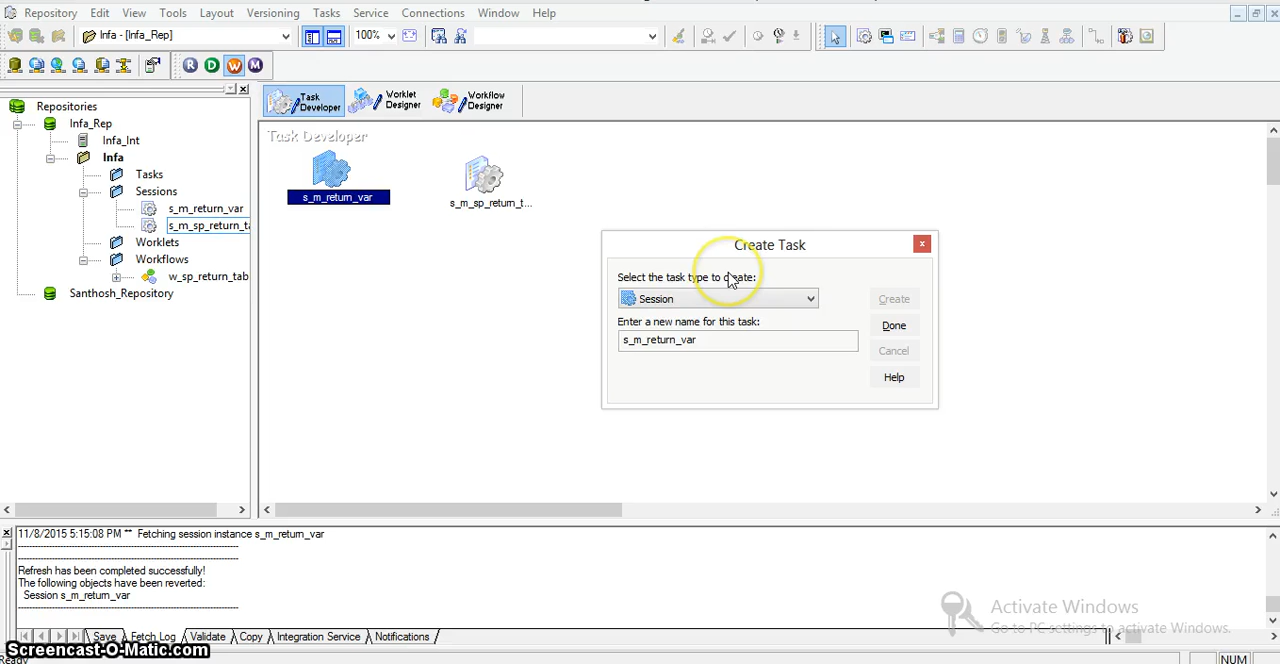 Repository Edit View Tools Layout Versioning Tasks Service Connections Window Help
Infa - [Infa_Rep] 100%
R D W M
Task Developer
Worklet Designer
Workflow Designer
Repositories
Infa_Rep
Infa_Int
Infa
Tasks
Sessions
s_m_return_var
s_m_sp_return_ta
Worklets
Workflows
w_sp_return_tab
Santhosh_Repository
Task Developer
s_m_return_var
s_m_sp_return_t...
Create Task
x
Select the task type to create:
Session
Create
Enter a new name for this task:
Done
s_m_return_var
Cancel
Help
11/8/2015 5:15:08 PM ** Fetching session instance s_m_return_var
----------------------------------------
----------------------------------------
Refresh has been completed successfully!
The following objects have been reverted:
Session s_m_return_var
----------------------------------------
Save Fetch Log Validate Copy Integration Service Notifications
Activate Windows
Go to PC settings to activate Windows.
Screencast-O-Matic.com
Ready
NUM